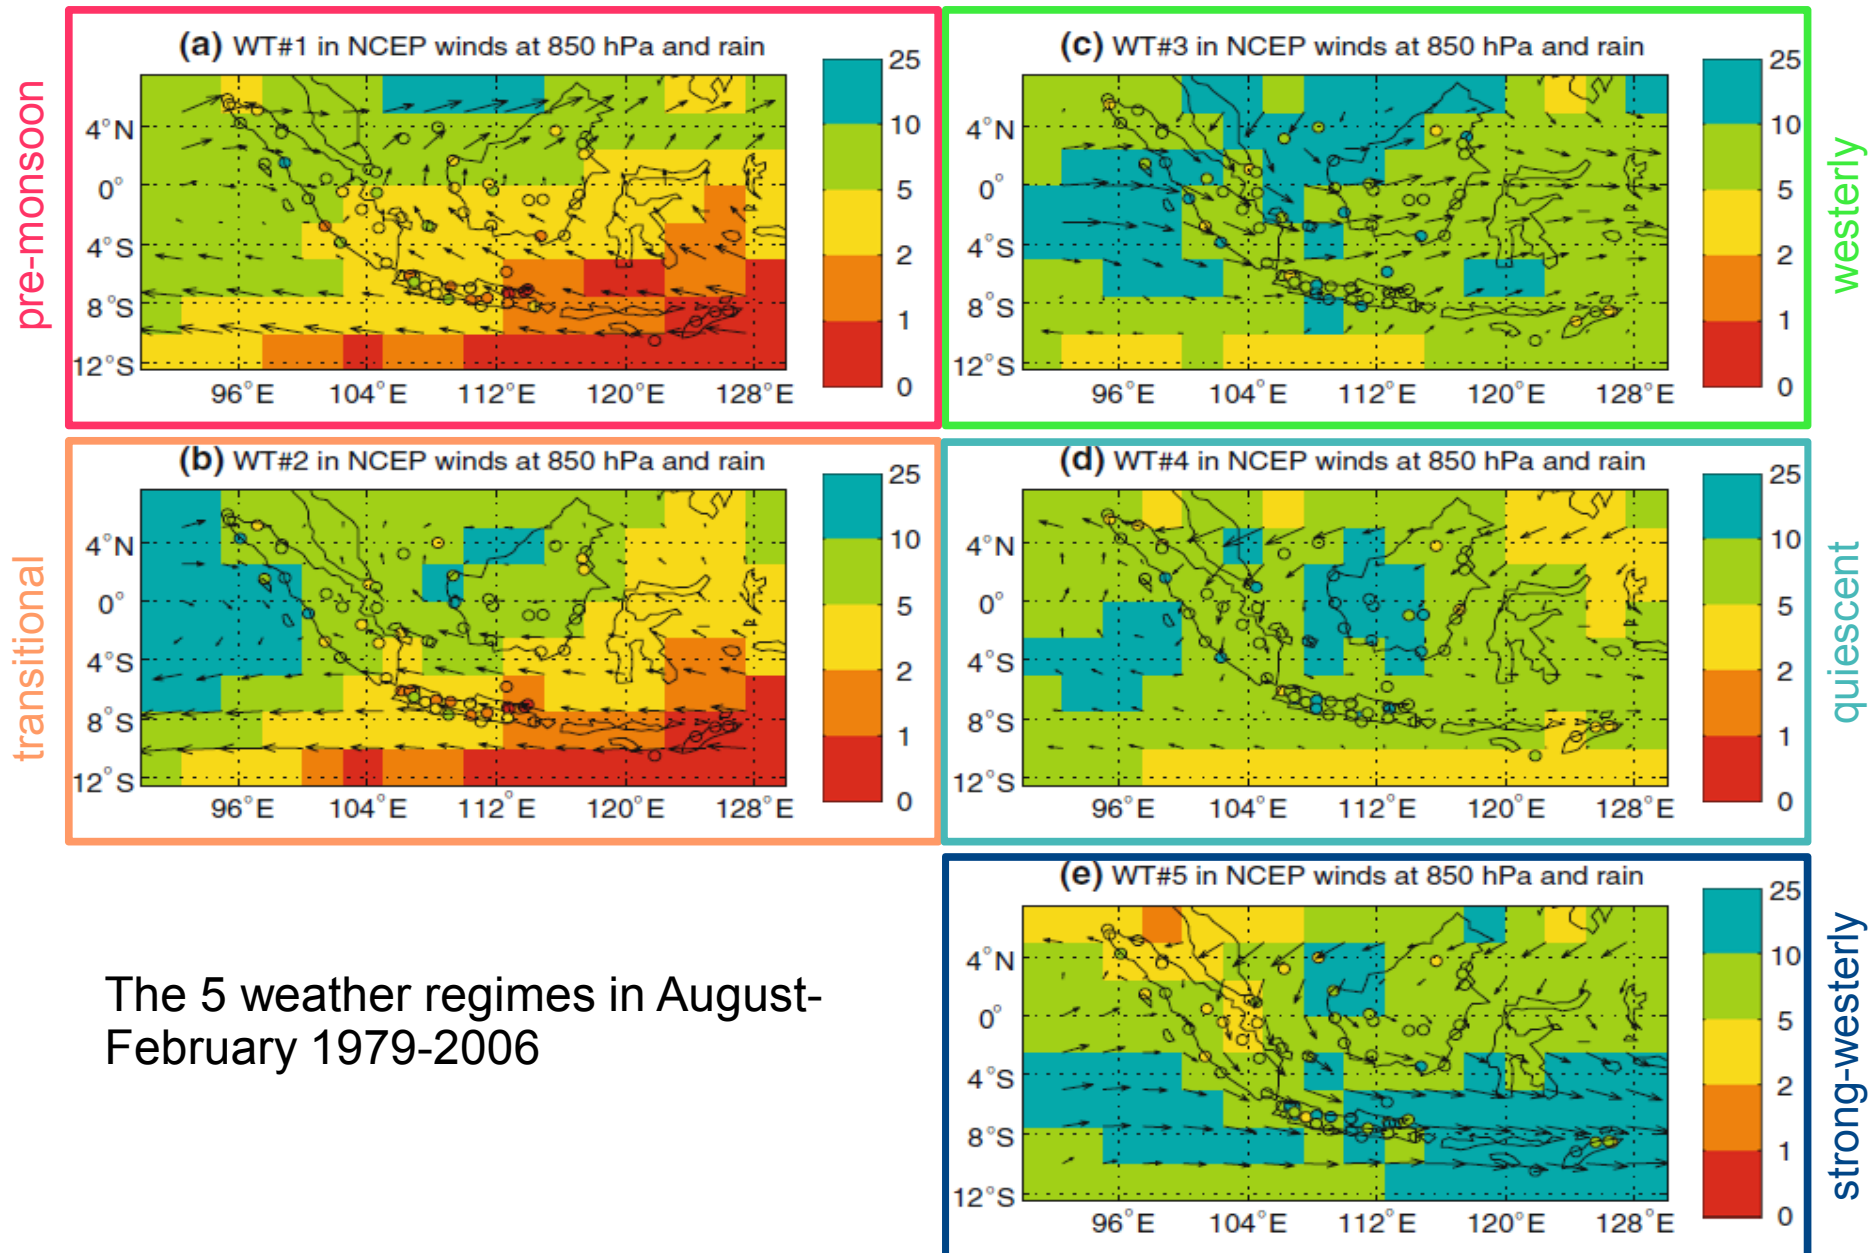 pre-monsoon
(a) WT#1 in NCEP winds at 850 hPa and rain
4°N
0°
4°S
8°S
12°S
96°E 104°E 112°E 120°E 128°E
25
10
5
2
1
0
(c) WT#3 in NCEP winds at 850 hPa and rain
4°N
0°
4°S
8°S
12°S
96°E 104°E 112°E 120°E 128°E
25
10
5
2
1
0
westerly
transitional
(b) WT#2 in NCEP winds at 850 hPa and rain
4°N
0°
4°S
8°S
12°S
96°E 104°E 112°E 120°E 128°E
25
10
5
2
1
0
(d) WT#4 in NCEP winds at 850 hPa and rain
4°N
0°
4°S
8°S
12°S
96°E 104°E 112°E 120°E 128°E
25
10
5
2
1
0
quiescent
The 5 weather regimes in August-
February 1979-2006
(e) WT#5 in NCEP winds at 850 hPa and rain
4°N
0°
4°S
8°S
12°S
96°E 104°E 112°E 120°E 128°E
25
10
5
2
1
0
strong-westerly